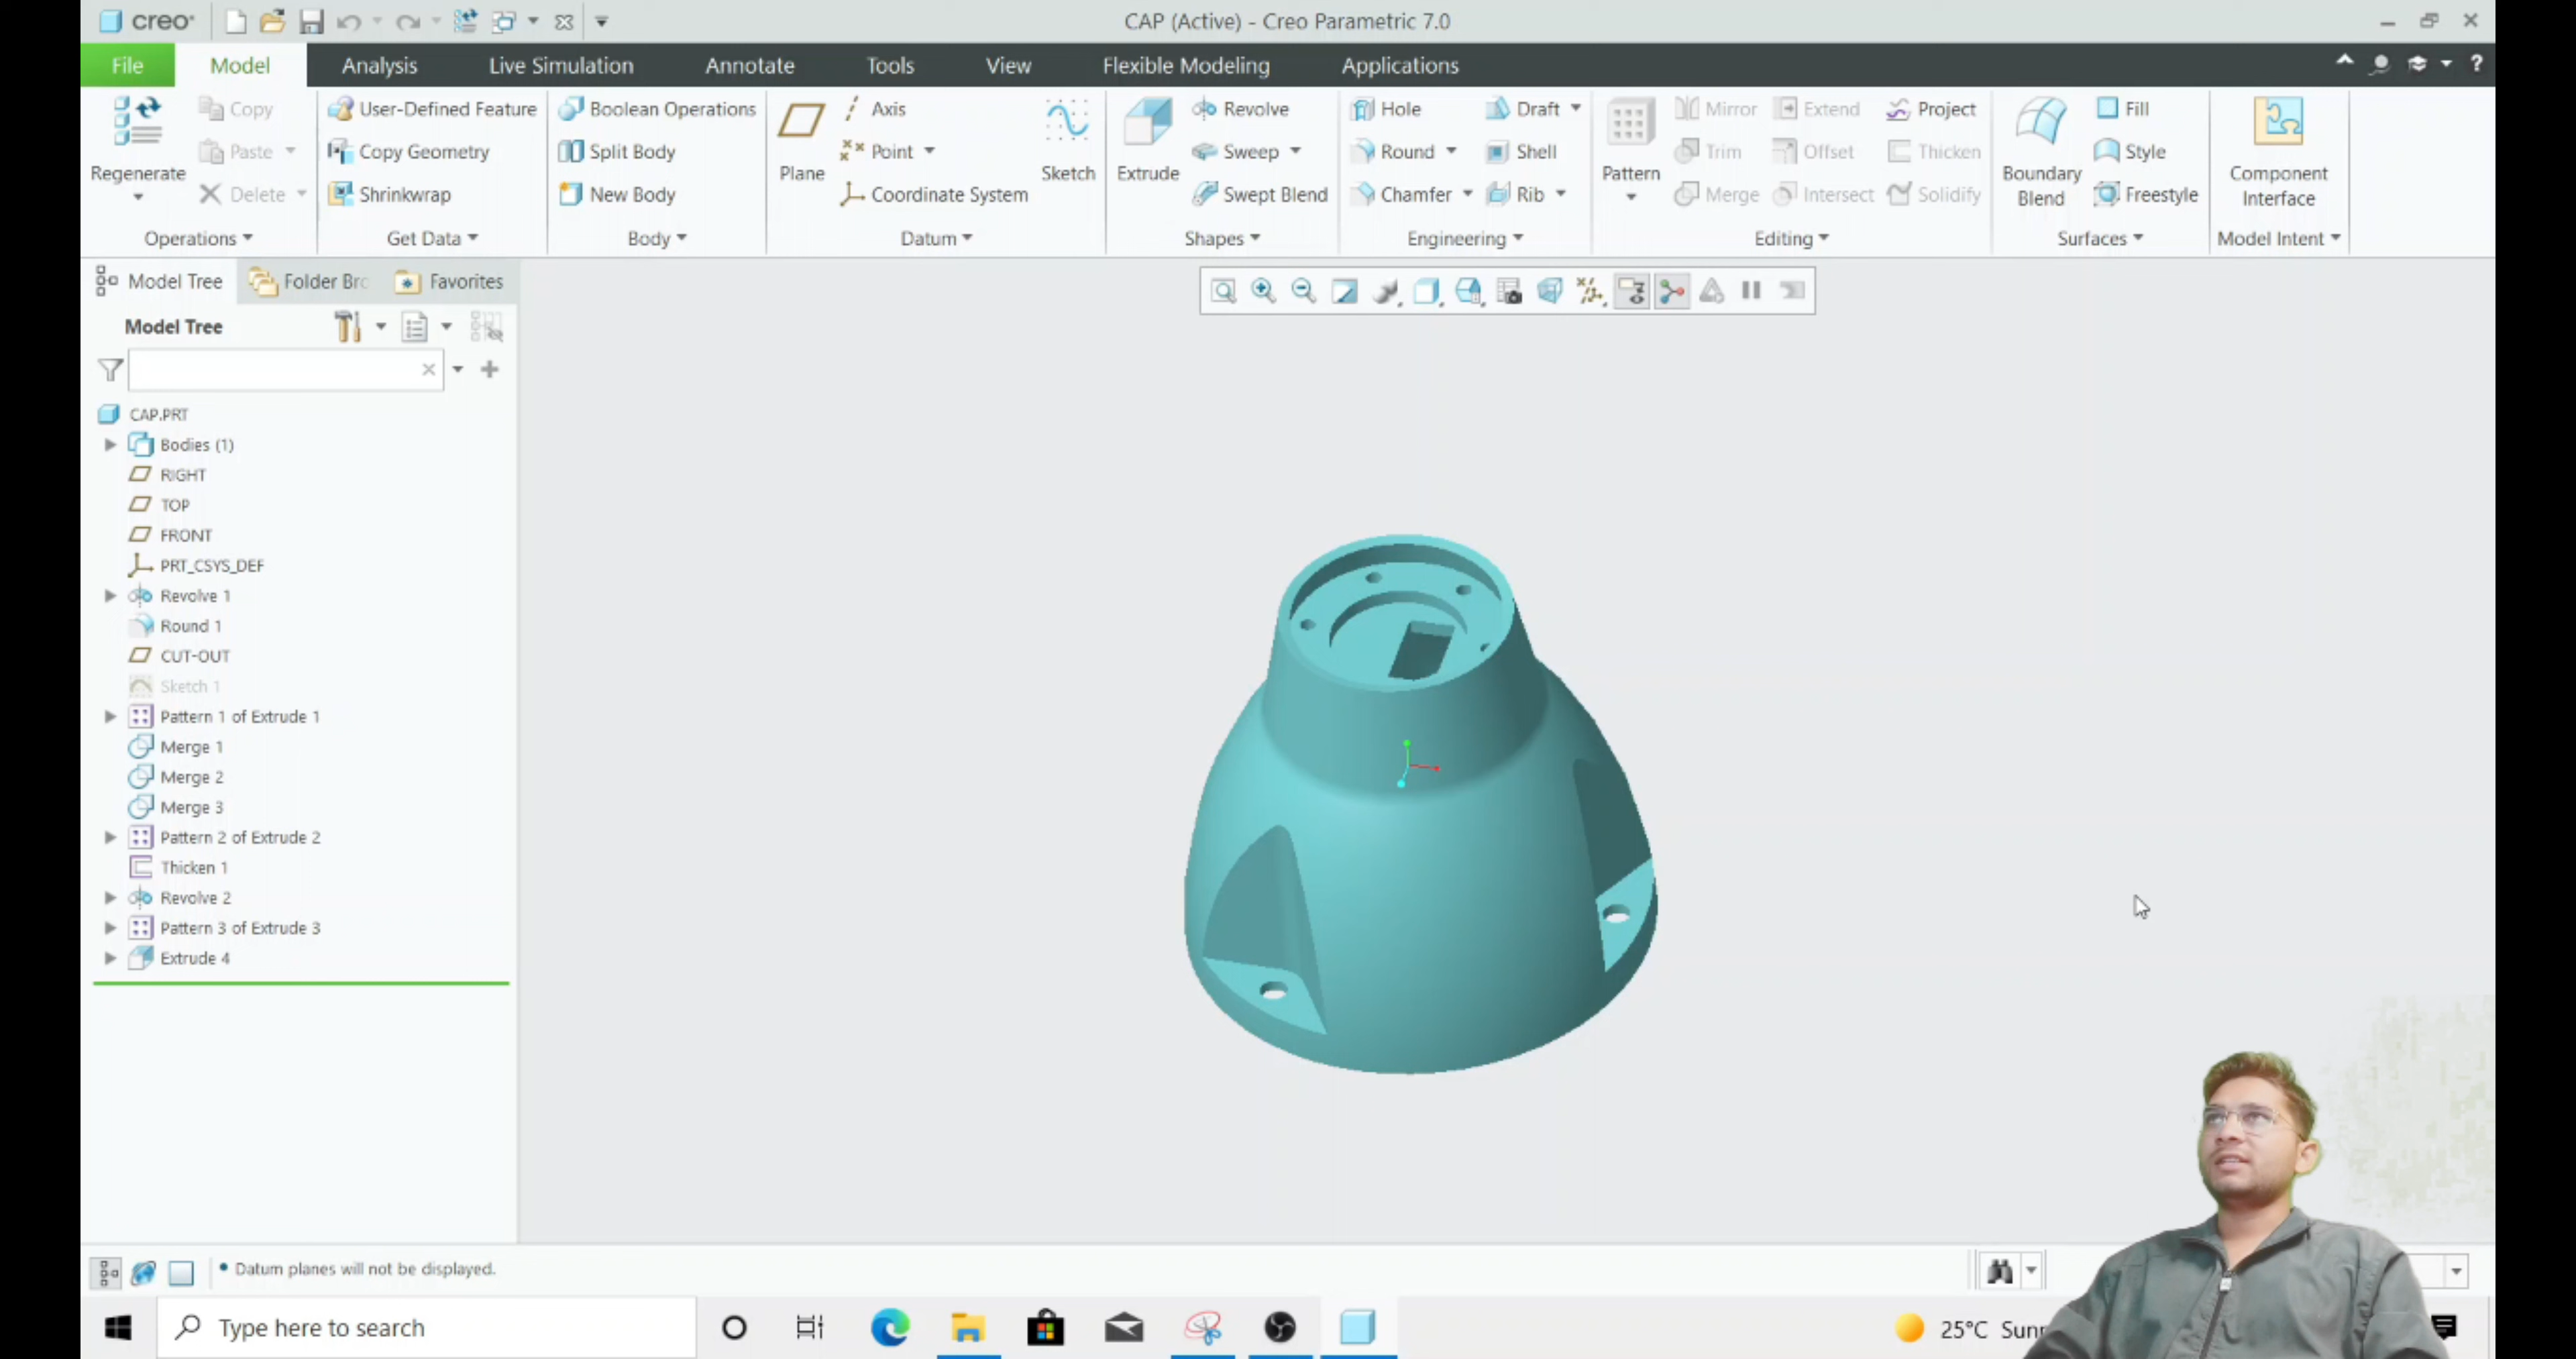 creo
CAP (Active) - Creo Parametric 7.0
File Model Analysis Live Simulation Annotate Tools View Flexible Modeling Applications ?
Regenerate
Copy
Paste
Delete
Operations
User-Defined Feature
Copy Geometry
Shrinkwrap
Get Data
Boolean Operations
Split Body
New Body
Body
Plane
Axis
Point
Coordinate System
Sketch
Datum
Extrude
Revolve
Sweep
Swept Blend
Shapes
Hole
Round
Chamfer
Draft
Shell
Rib
Engineering
Pattern
Mirror
Trim
Merge
Extend
Offset
Intersect
Project
Thicken
Solidify
Editing
Boundary
Blend
Fill
Style
Freestyle
Surfaces
Component
Interface
Model Intent
Model Tree Folder Brc Favorites
Model Tree
CAP.PRT
Bodies (1)
RIGHT
TOP
FRONT
PRT_CSYS_DEF
Revolve 1
Round 1
CUT-OUT
Sketch 1
Pattern 1 of Extrude 1
Merge 1
Merge 2
Merge 3
Pattern 2 of Extrude 2
Thicken 1
Revolve 2
Pattern 3 of Extrude 3
Extrude 4
• Datum planes will not be displayed.
Type here to search
25°C